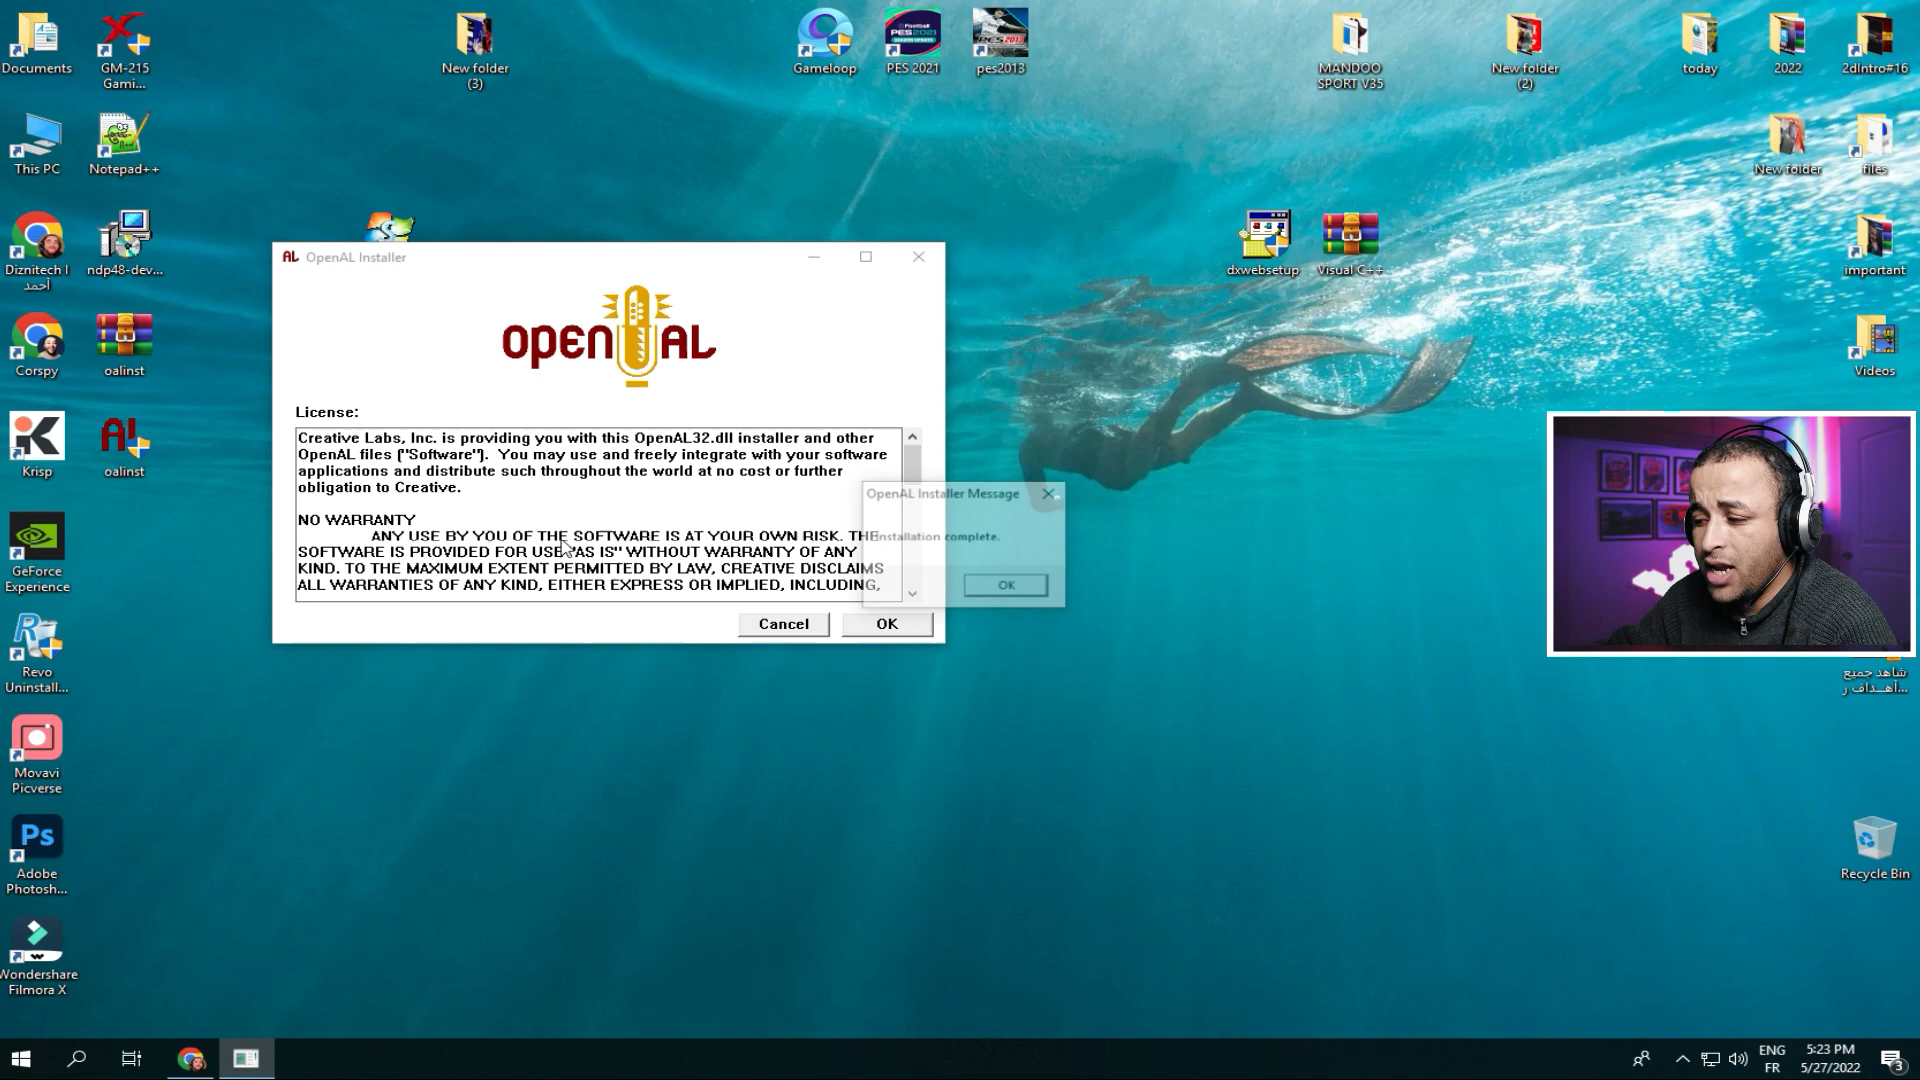 Documents
GM-215
Gami...
New folder
(3)
Gameloop
PES 2021
pes2013
MANDOO
SPORT V35
New folder
(2)
today
2022
2dIntro#16
This PC
Notepad++
New folder
files
Diznitech |
أحمد
ndp48-dev...
dxwebsetup
Visual C++
important
AL OpenAL Installer
OPEN AL
License:
Creative Labs, Inc. is providing you with this OpenAL32.dll installer and other
OpenAL files ("Software"). You may use and freely integrate with your software
applications and distribute such throughout the world at no cost or further
obligation to Creative.
NO WARRANTY
ANY USE BY YOU OF THE SOFTWARE IS AT YOUR OWN RISK. THE
SOFTWARE IS PROVIDED FOR USE "AS IS" WITHOUT WARRANTY OF ANY
KIND. TO THE MAXIMUM EXTENT PERMITTED BY LAW, CREATIVE DISCLAIMS
ALL WARRANTIES OF ANY KIND, EITHER EXPRESS OR IMPLIED, INCLUDING,
Cancel
OK
OpenAL Installer Message
Installation complete.
OK
Corspy
oalinst
Videos
Krisp
AL
oalinst
GeForce
Experience
Revo
Uninstall...
شاهد جميع
أهـــداف ر...
Movavi
Picverse
Ps
Adobe
Photosh...
Recycle Bin
Wondershare
Filmora X
ENG
FR
5:23 PM
5/27/2022
3